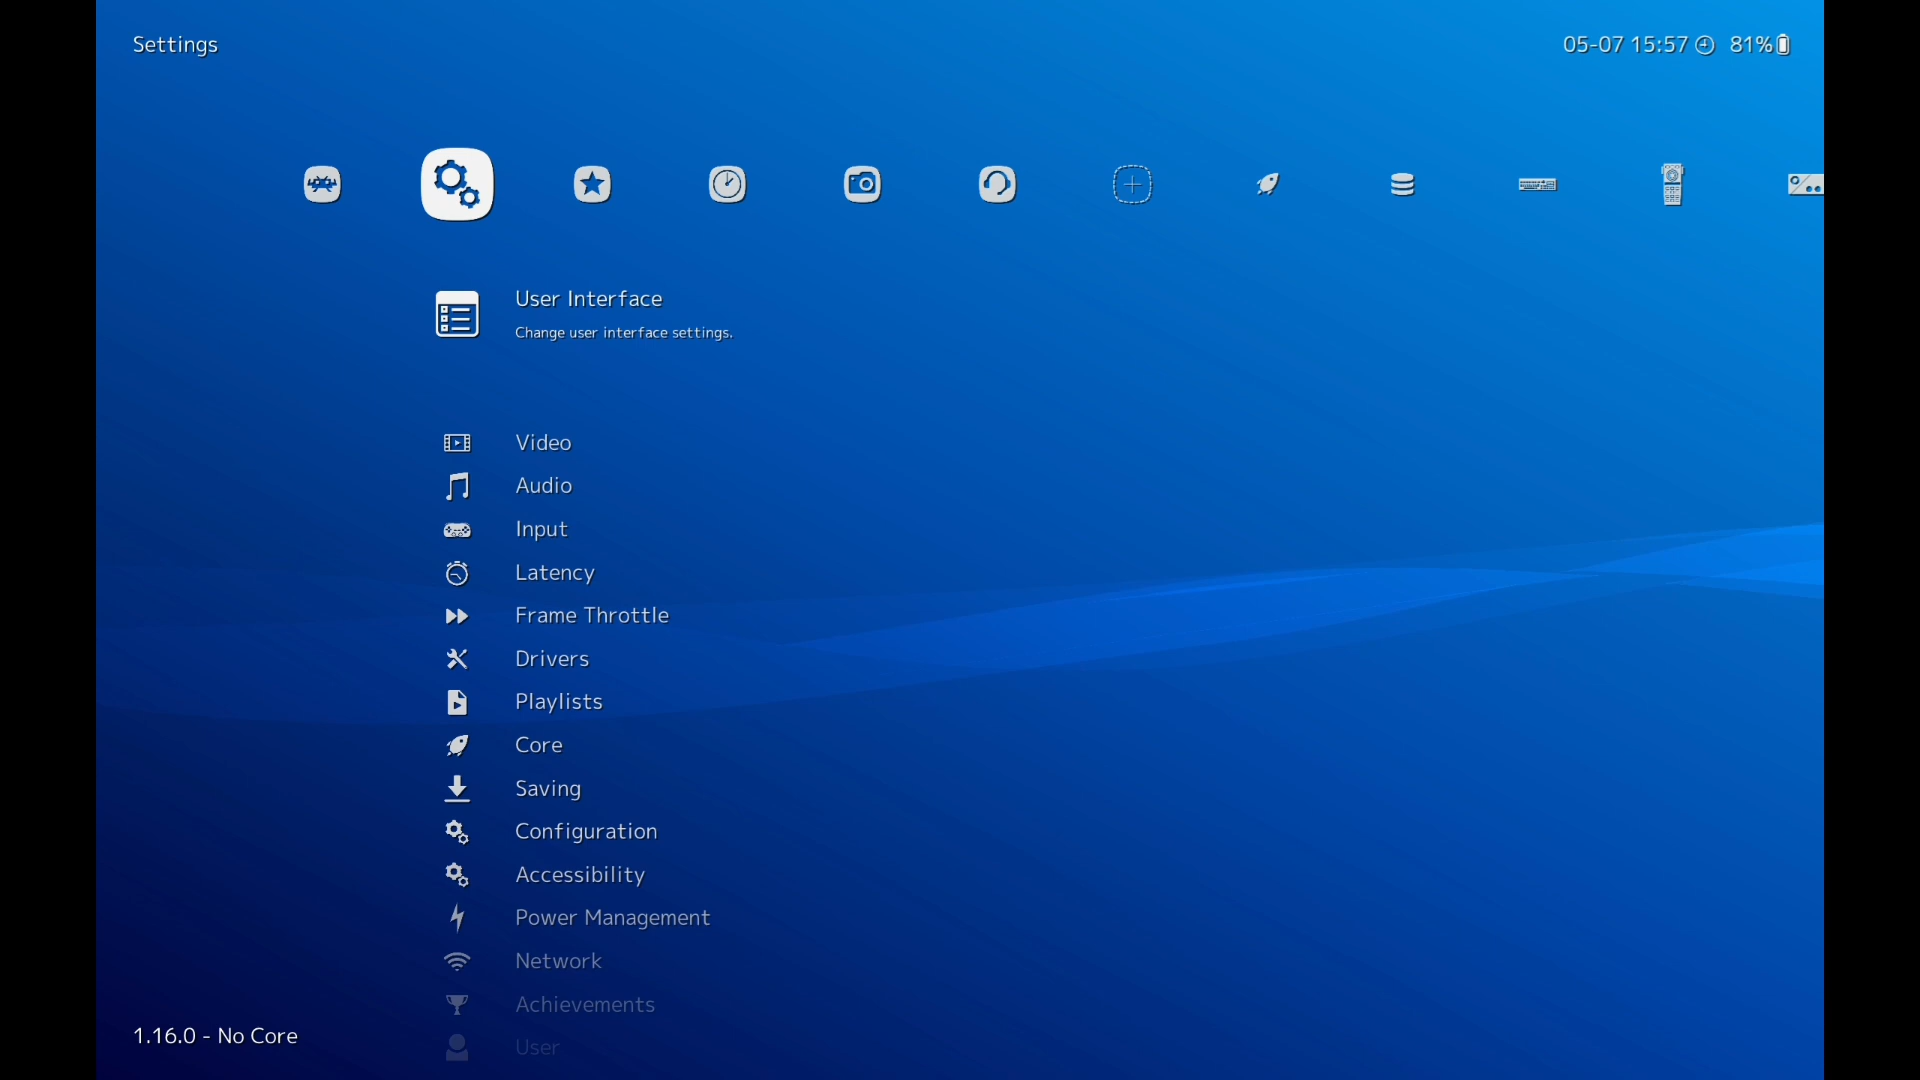 Settings
05-07 15:57 81%
User Interface
Change user interface settings.
Video
Audio
Input
Latency
Frame Throttle
Drivers
Playlists
Core
Saving
Configuration
Accessibility
Power Management
Network
Achievements
User
1.16.0 - No Core